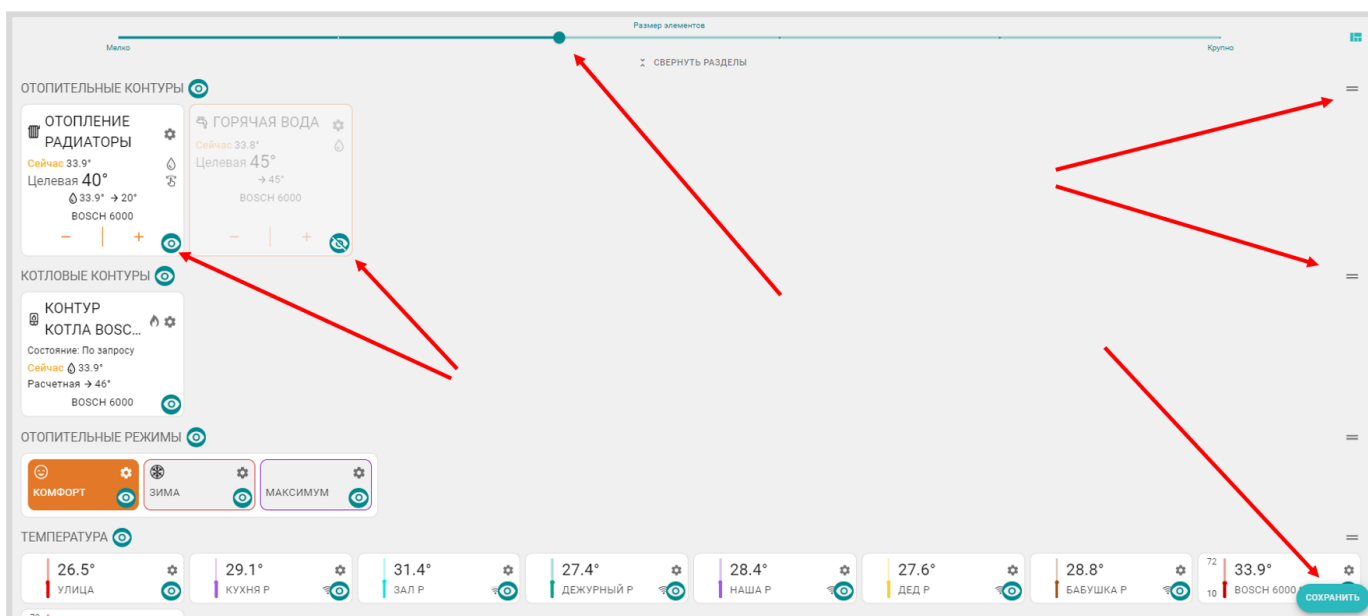 Размер элементов
Мелко
Крупно
СВЕРНУТЬ РАЗДЕЛЫ
ОТОПИТЕЛЬНЫЕ КОНТУРЫ
ОТОПЛЕНИЕ
РАДИАТОРЫ
Сейчас 33.9°
Целевая 40°
33.9° → 20°
BOSCH 6000
− | +
ГОРЯЧАЯ ВОДА
Сейчас 33.8°
Целевая 45°
→ 45°
BOSCH 6000
− | +
КОТЛОВЫЕ КОНТУРЫ
КОНТУР
КОТЛА BOSC...
Состояние: По запросу
Сейчас 33.9°
Расчетная → 46°
BOSCH 6000
ОТОПИТЕЛЬНЫЕ РЕЖИМЫ
КОМФОРТ
ЗИМА
МАКСИМУМ
ТЕМПЕРАТУРА
26.5°
УЛИЦА
29.1°
КУХНЯ Р
31.4°
ЗАЛ Р
27.4°
ДЕЖУРНЫЙ Р
28.4°
НАША Р
27.6°
ДЕД Р
28.8°
БАБУШКА Р
72
33.9°
10
BOSCH 6000
СОХРАНИТЬ